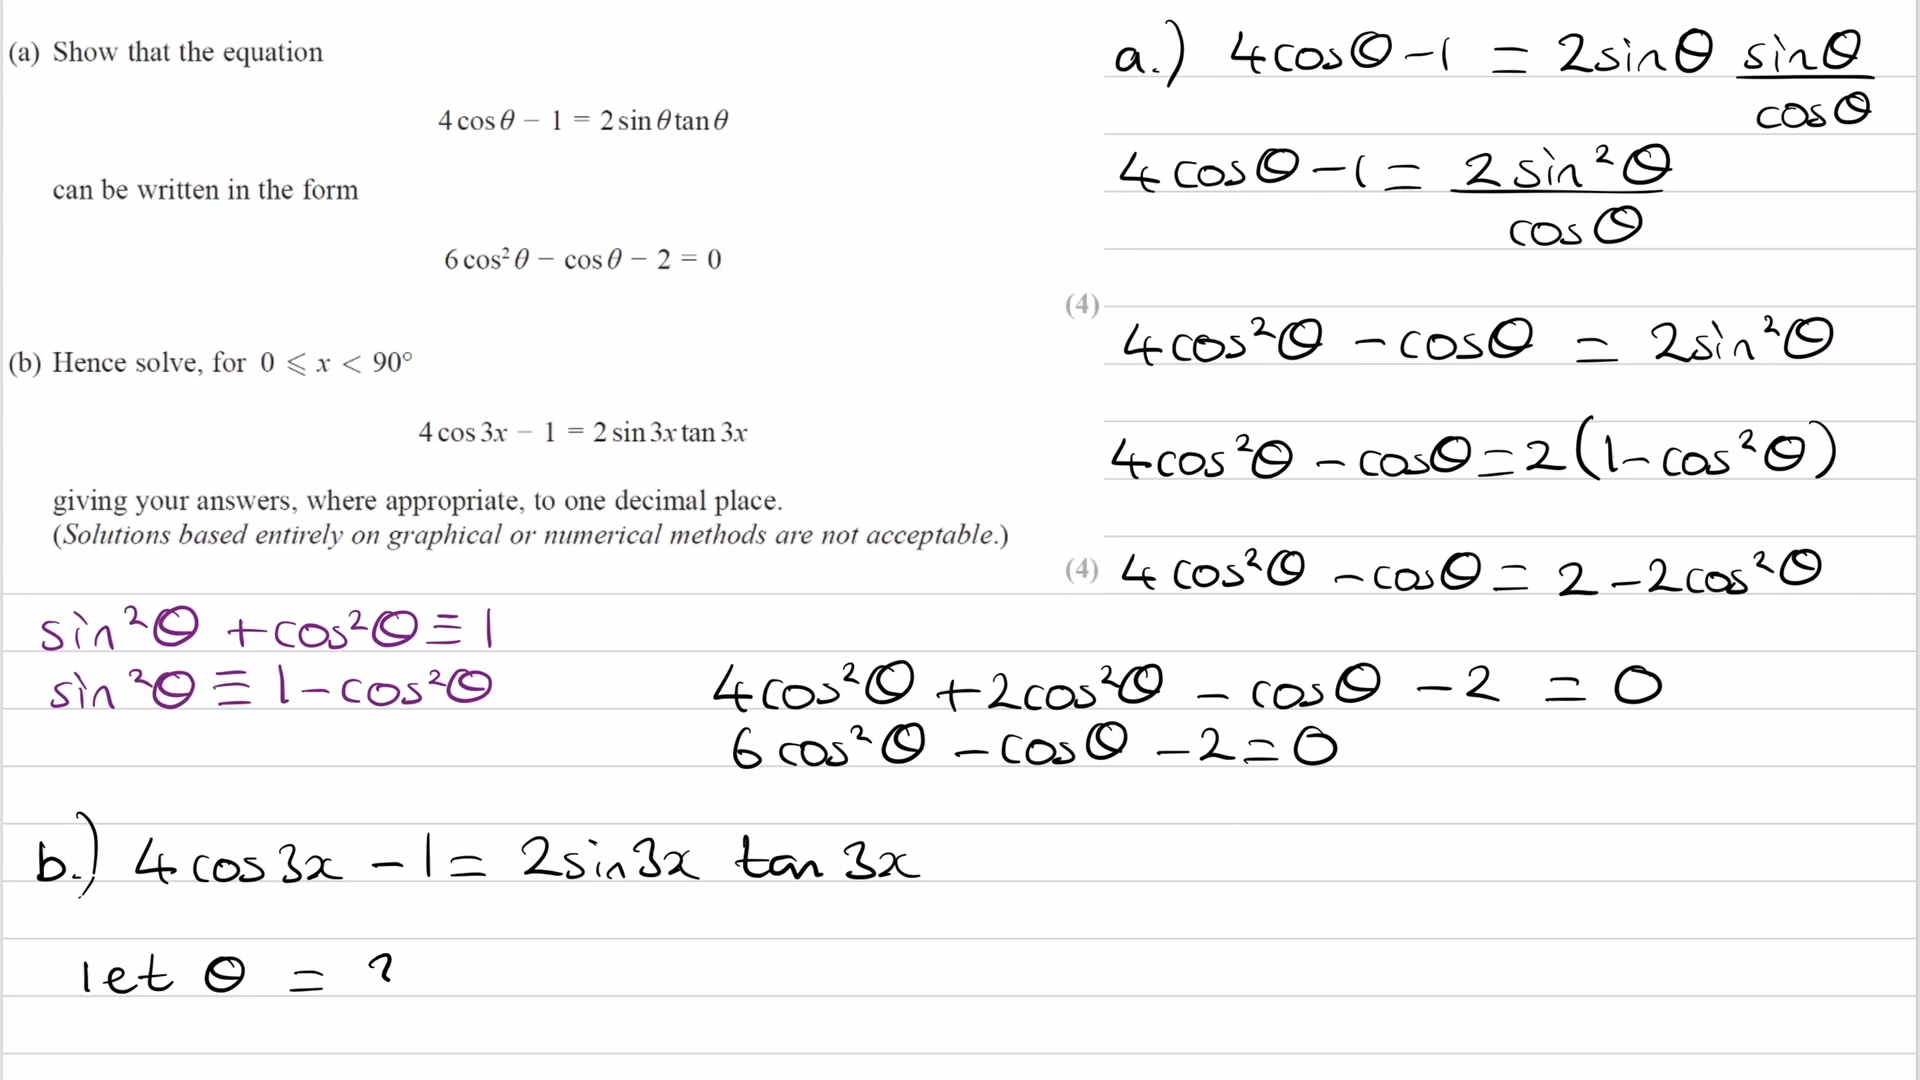 (a) Show that the equation
4 cos θ − 1 = 2 sin θ tan θ
can be written in the form
6 cos² θ − cos θ − 2 = 0
(4)
(b) Hence solve, for 0 ⩽ x < 90°
4 cos 3x − 1 = 2 sin 3x tan 3x
giving your answers, where appropriate, to one decimal place.
(Solutions based entirely on graphical or numerical methods are not acceptable.)
(4)
a.) 4cosθ − 1 = 2sinθ sinθ/cosθ
4cosθ − 1 = 2sin²θ/cosθ
4cos²θ − cosθ = 2sin²θ
4cos²θ − cosθ = 2(1 − cos²θ)
4cos²θ − cosθ = 2 − 2cos²θ
sin²θ + cos²θ ≡ 1
sin²θ ≡ 1 − cos²θ
4cos²θ + 2cos²θ − cosθ − 2 = 0
6cos²θ − cosθ − 2 = 0
b.) 4cos3x − 1 = 2sin3x tan3x
let θ =